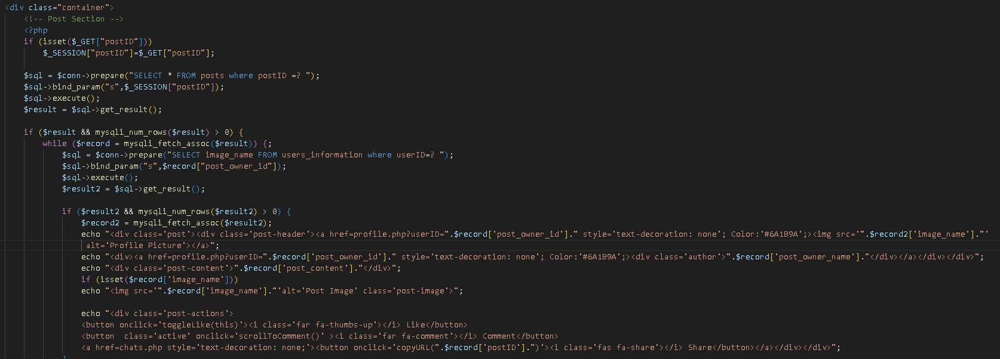 <div class="container">
<!-- Post Section -->
<?php
if (isset($_GET["postID"]))
$_SESSION["postID"]=$_GET["postID"];
$sql = $conn->prepare("SELECT * FROM posts where postID =? ");
$sql->bind_param("s",$_SESSION["postID"]);
$sql->execute();
$result = $sql->get_result();
if ($result && mysqli_num_rows($result) > 0) {
while ($record = mysqli_fetch_assoc($result)) {;
$sql = $conn->prepare("SELECT image_name FROM users_information where userID=? ");
$sql->bind_param("s",$record["post_owner_id"]);
$sql->execute();
$result2 = $sql->get_result();
if ($result2 && mysqli_num_rows($result2) > 0) {
$record2 = mysqli_fetch_assoc($result2);
echo "<div class='post'><div class='post-header'><a href=profile.php?userID=".$record['post_owner_id']." style='text-decoration: none'; Color:'#6A1B9A';><img src='".$record2['image_name']."'
alt='Profile Picture'></a>";
echo "<div><a href=profile.php?userID=".$record['post_owner_id']." style='text-decoration: none'; Color:'#6A1B9A';><div class='author'>".$record['post_owner_name']."</div></a></div></div>";
echo "<div class='post-content'>".$record['post_content']."</div>";
if (isset($record['image_name']))
echo "<img src='".$record['image_name']."'alt='Post Image' class='post-image'>";
echo "<div class='post-actions'>
<button onclick='toggleLike(this)'><i class='far fa-thumbs-up'></i> Like</button>
<button  class='active' onclick='scrollToComment()' ><i class='far fa-comment'></i> Comment</button>
<a href=chats.php style='text-decoration: none;'><button onclick='copyURL(".$record['postID'].")'><i class='fas fa-share'></i> Share</button></a></div></div>";
}